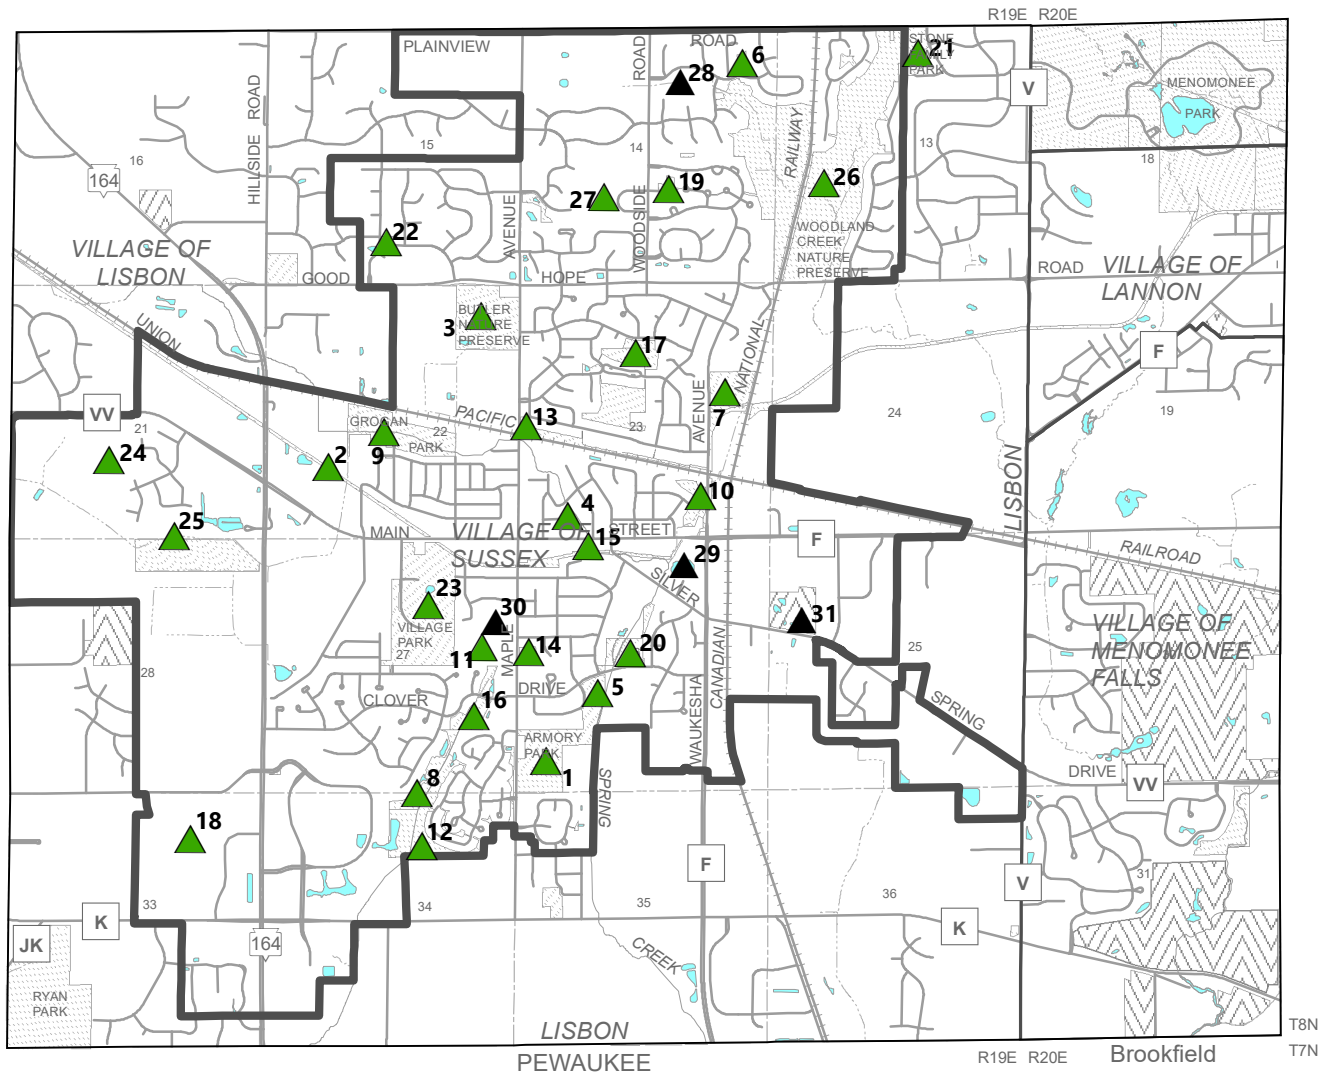 R19E R20E
PLAINVIEW
ROAD
ROAD
STONE
FAMILY
PARK
21
6
28
V
MENOMONEE
PARK
HILLSIDE ROAD
16
15
14
13
18
RAILWAY
164
27
19
26
AVENUE
WOODSIDE
WOODLAND
CREEK
NATURE
PRESERVE
22
VILLAGE OF
LISBON
GOOD
HOPE
ROAD
VILLAGE OF
LANNON
UNION
BUTLER
NATURE
PRESERVE
3
17
NATIONAL
F
VV
21
GROGAN
PARK
22
PACIFIC
13
23
AVENUE
7
24
19
24
2
9
LISBON
10
4
25
MAIN
VILLAGE OF
SUSSEX
STREET
15
F
RAILROAD
29
SILVER
23
VILLAGE
PARK
27
30
31
VILLAGE OF
MENOMONEE
FALLS
30
11
MAPLE
14
20
25
28
CLOVER
DRIVE
5
WAUKESHA
CANADIAN
SPRING
16
ARMORY
PARK
1
SPRING
DRIVE
VV
8
18
12
F
V
31
33
34
35
36
K
K
JK
164
CREEK
RYAN
PARK
LISBON
PEWAUKEE
R19E R20E
Brookfield
T8N
T7N